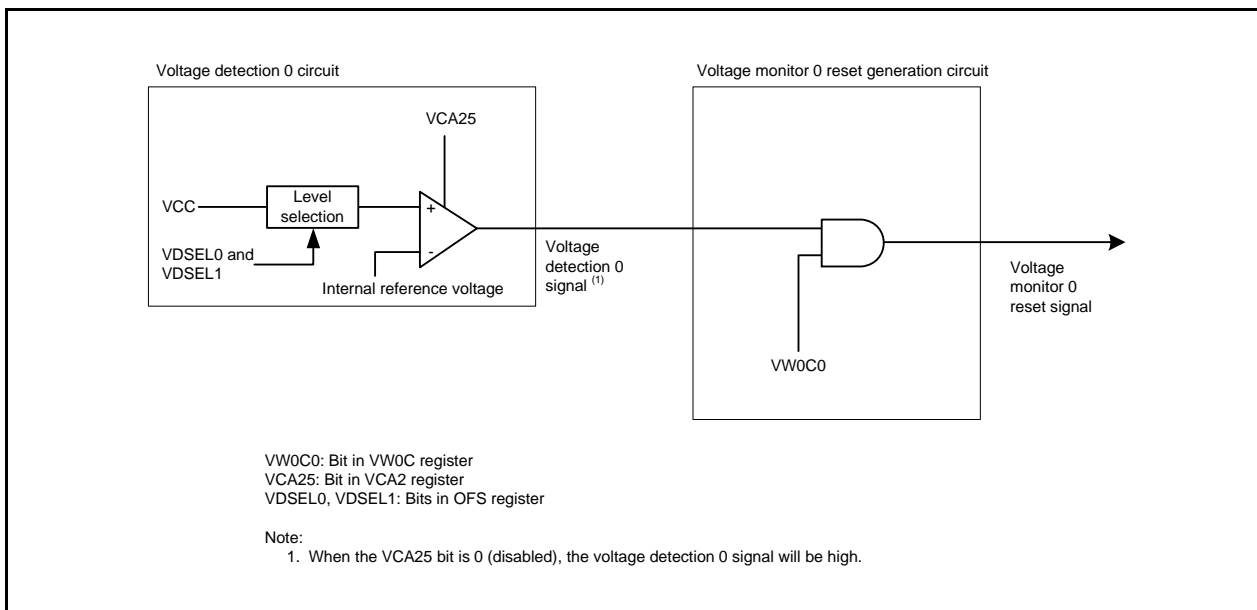 Voltage detection 0 circuit
Voltage monitor 0 reset generation circuit
VCA25
VCC
Level
selection
+
-
VDSEL0 and
VDSEL1
Internal reference voltage
Voltage
detection 0
signal (1)
Voltage
monitor 0
reset signal
VW0C0
VW0C0: Bit in VW0C register
VCA25: Bit in VCA2 register
VDSEL0, VDSEL1: Bits in OFS register
Note:
1. When the VCA25 bit is 0 (disabled), the voltage detection 0 signal will be high.